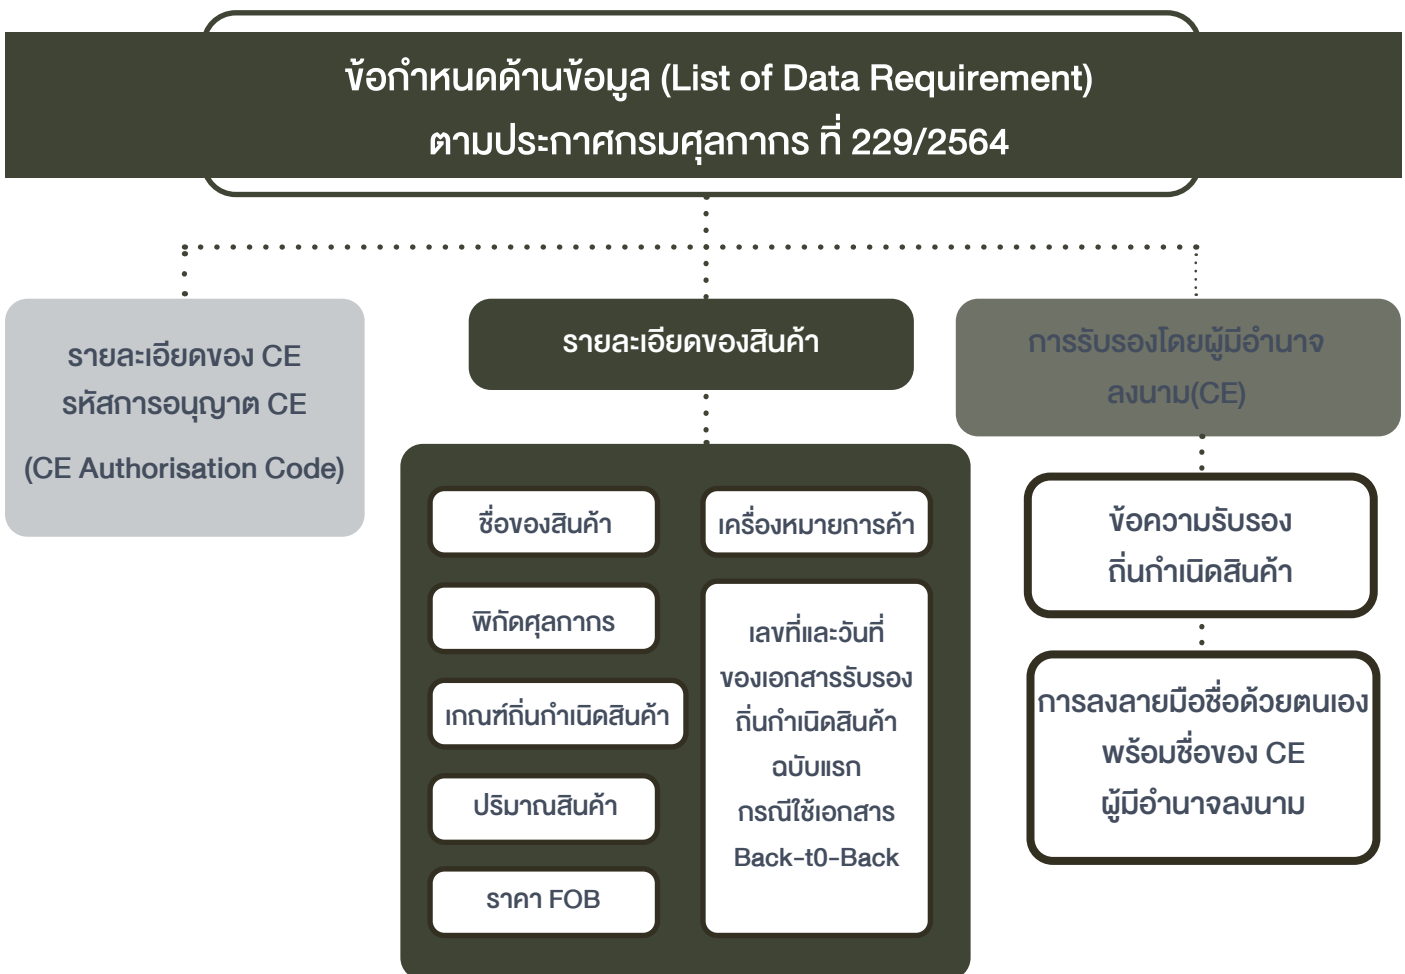 ข้อกำหนดด้านข้อมูล (List of Data Requirement)
ตามประกาศกรมศุลกากร ที่ 229/2564
รายละเอียดของ CE
รหัสการอนุญาต CE
(CE Authorisation Code)
รายละเอียดของสินค้า
ชื่อของสินค้า
พิกัดศุลกากร
เกณฑ์ถิ่นกำเนิดสินค้า
ปริมาณสินค้า
ราคา FOB
เครื่องหมายการค้า
เลขที่และวันที่
ของเอกสารรับรอง
ถิ่นกำเนิดสินค้า
ฉบับแรก
กรณีใช้เอกสาร
Back-t0-Back
การรับรองโดยผู้มีอำนาจ
ลงนาม(CE)
ข้อความรับรอง
ถิ่นกำเนิดสินค้า
การลงลายมือชื่อด้วยตนเอง
พร้อมชื่อของ CE
ผู้มีอำนาจลงนาม